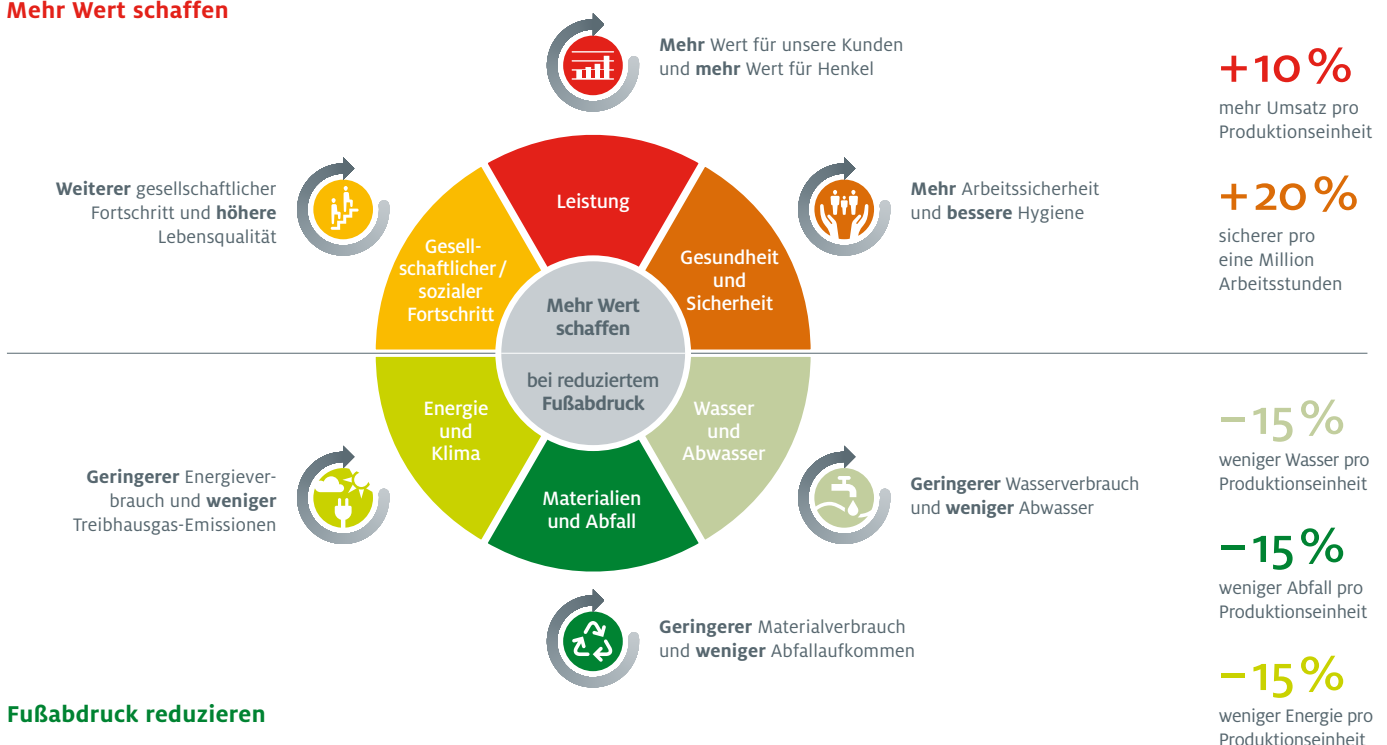 Mehr Wert schaffen
Mehr Wert für unsere Kunden
und mehr Wert für Henkel
+10 %
mehr Umsatz pro
Produktionseinheit
Weiterer gesellschaftlicher
Fortschritt und höhere
Lebensqualität
Mehr Arbeitssicherheit
und bessere Hygiene
+20 %
sicherer pro
eine Million
Arbeitsstunden
Leistung
Gesell-
schaftlicher /
sozialer
Fortschritt
Gesundheit
und
Sicherheit
Mehr Wert
schaffen
bei reduziertem
Fußabdruck
Energie
und
Klima
Wasser
und
Abwasser
Materialien
und Abfall
Geringerer Energiever-
brauch und weniger
Treibhausgas-Emissionen
Geringerer Wasserverbrauch
und weniger Abwasser
Geringerer Materialverbrauch
und weniger Abfallaufkommen
–15 %
weniger Wasser pro
Produktionseinheit
–15 %
weniger Abfall pro
Produktionseinheit
–15 %
weniger Energie pro
Produktionseinheit
Fußabdruck reduzieren